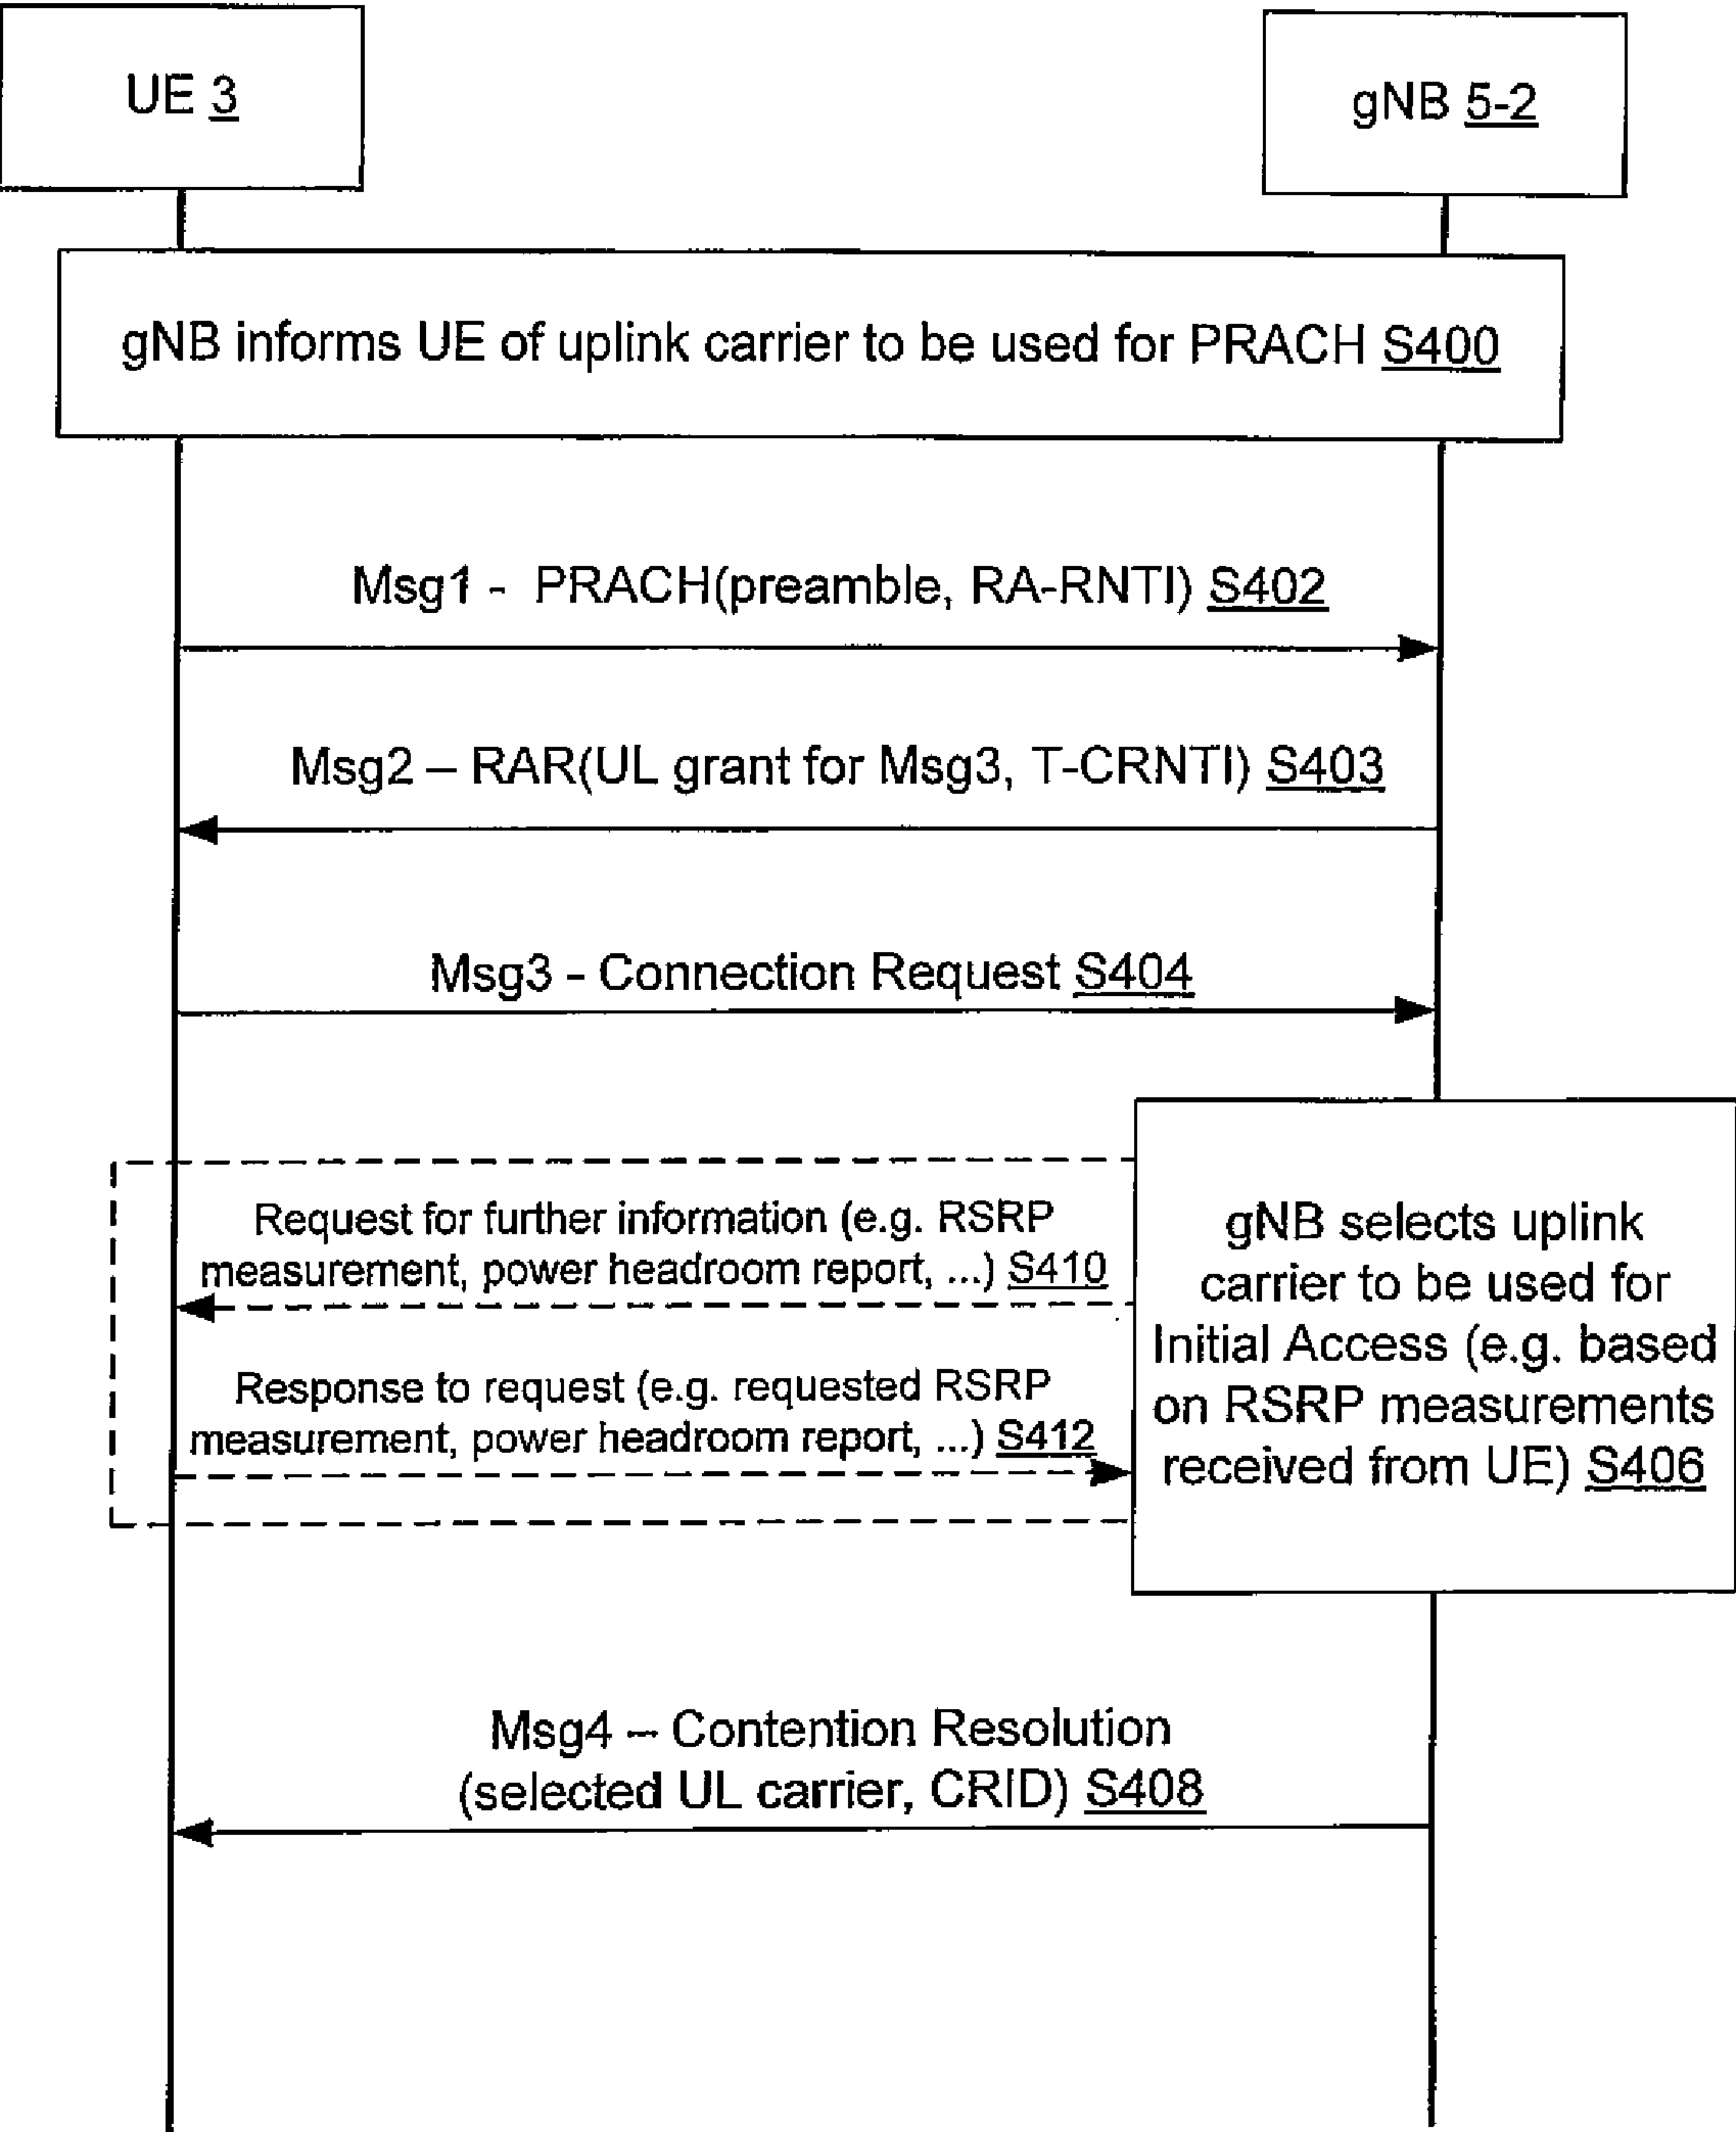 UE 3
gNB 5-2
gNB informs UE of uplink carrier to be used for PRACH S400
Msg1 - PRACH(preamble, RA-RNTI) S402
Msg2 – RAR(UL grant for Msg3, T-CRNTI) S403
Msg3 - Connection Request S404
Request for further information (e.g. RSRP
measurement, power headroom report, ...) S410
Response to request (e.g. requested RSRP
measurement, power headroom report, ...) S412
gNB selects uplink
carrier to be used for
Initial Access (e.g. based
on RSRP measurements
received from UE) S406
Msg4 – Contention Resolution
(selected UL carrier, CRID) S408